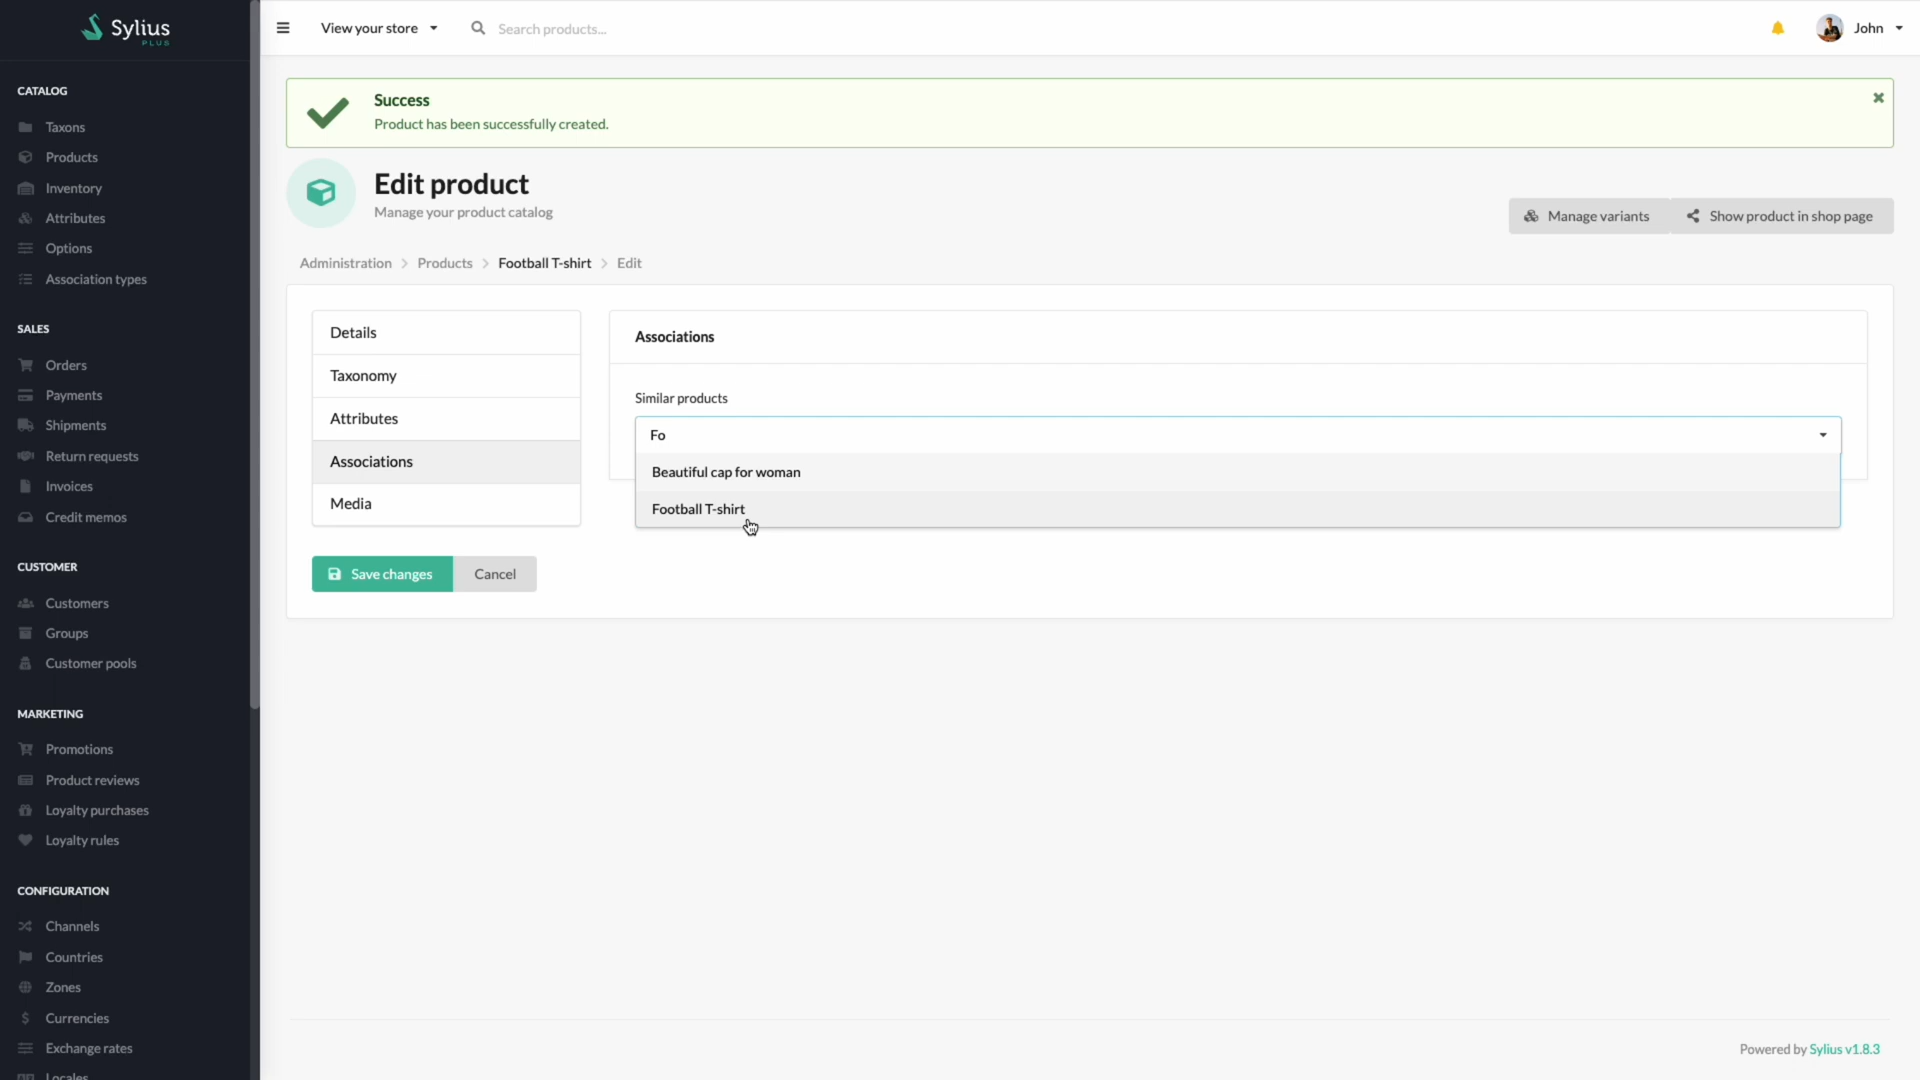 Sylius
PLUS
View your store
Search products...
John
CATALOG
Taxons
Products
Inventory
Attributes
Options
Association types
SALES
Orders
Payments
Shipments
Return requests
Invoices
Credit memos
CUSTOMER
Customers
Groups
Customer pools
MARKETING
Promotions
Product reviews
Loyalty purchases
Loyalty rules
CONFIGURATION
Channels
Countries
Zones
Currencies
Exchange rates
Locales
Success
Product has been successfully created.
Edit product
Manage your product catalog
Manage variants
Show product in shop page
Administration > Products > Football T-shirt > Edit
Details
Taxonomy
Attributes
Associations
Media
Associations
Similar products
Fo
Beautiful cap for woman
Football T-shirt
Save changes
Cancel
Powered by Sylius v1.8.3